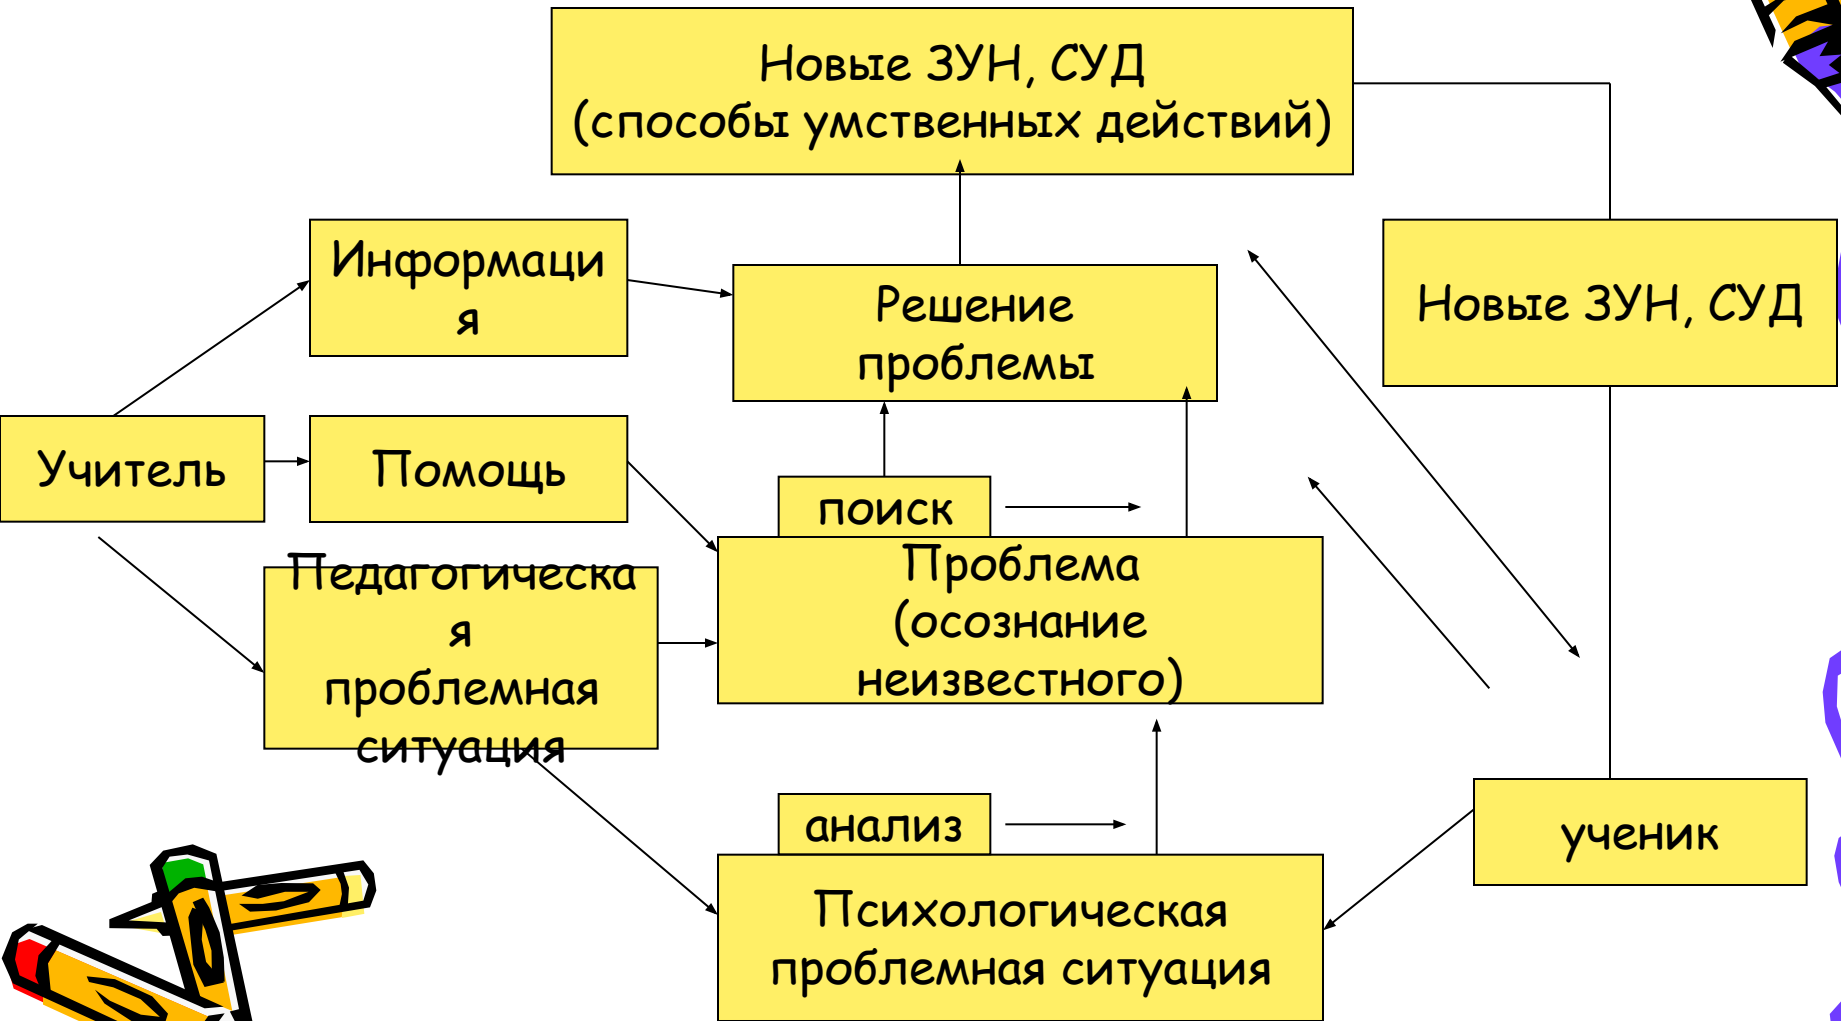 Новые ЗУН, СУД
(способы умственных действий)
Информаци
я
Решение
проблемы
Новые ЗУН, СУД
Учитель
Помощь
поиск
Педагогическа
я
проблемная
ситуация
Проблема
(осознание
неизвестного)
анализ
ученик
Психологическая
проблемная ситуация